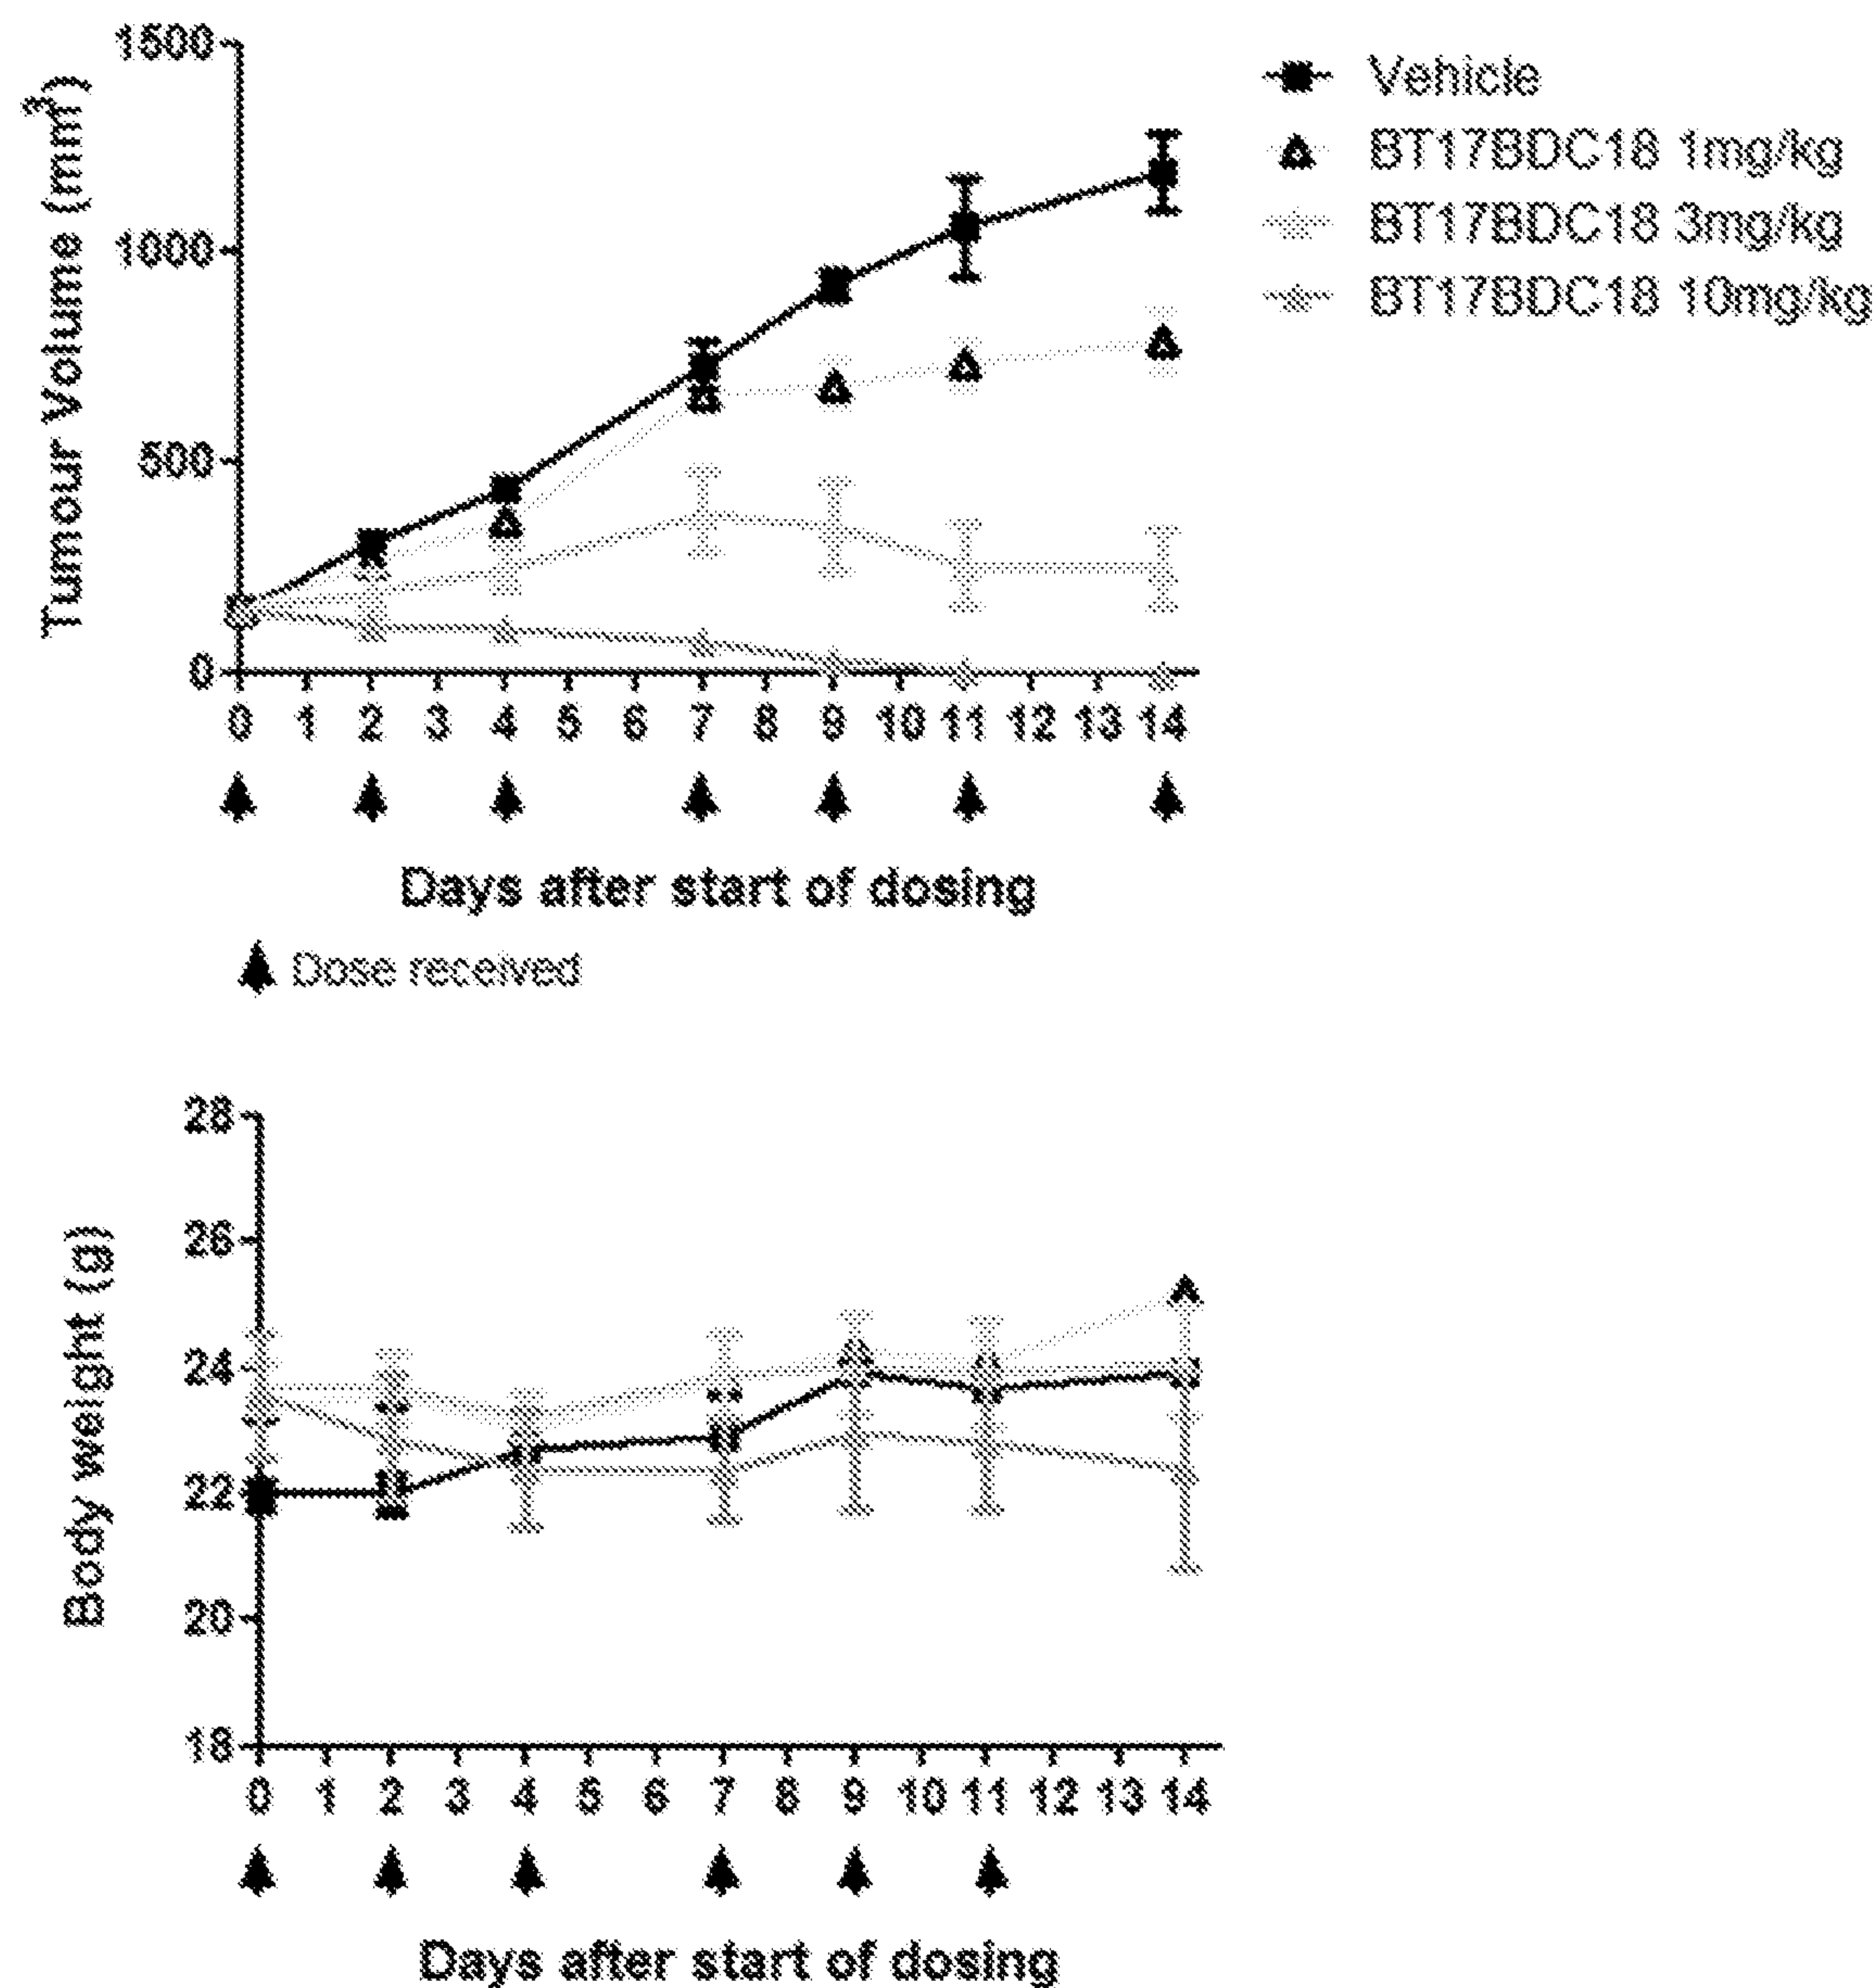 Tumour Volume (mm³)
1500
1000
500
0
0 1 2 3 4 5 6 7 8 9 10 11 12 13 14
Days after start of dosing
Dose received
Vehicle
BT17BDC18 1mg/kg
BT17BDC18 3mg/kg
BT17BDC18 10mg/kg
Body weight (g)
28
26
24
22
20
18
0 1 2 3 4 5 6 7 8 9 10 11 12 13 14
Days after start of dosing